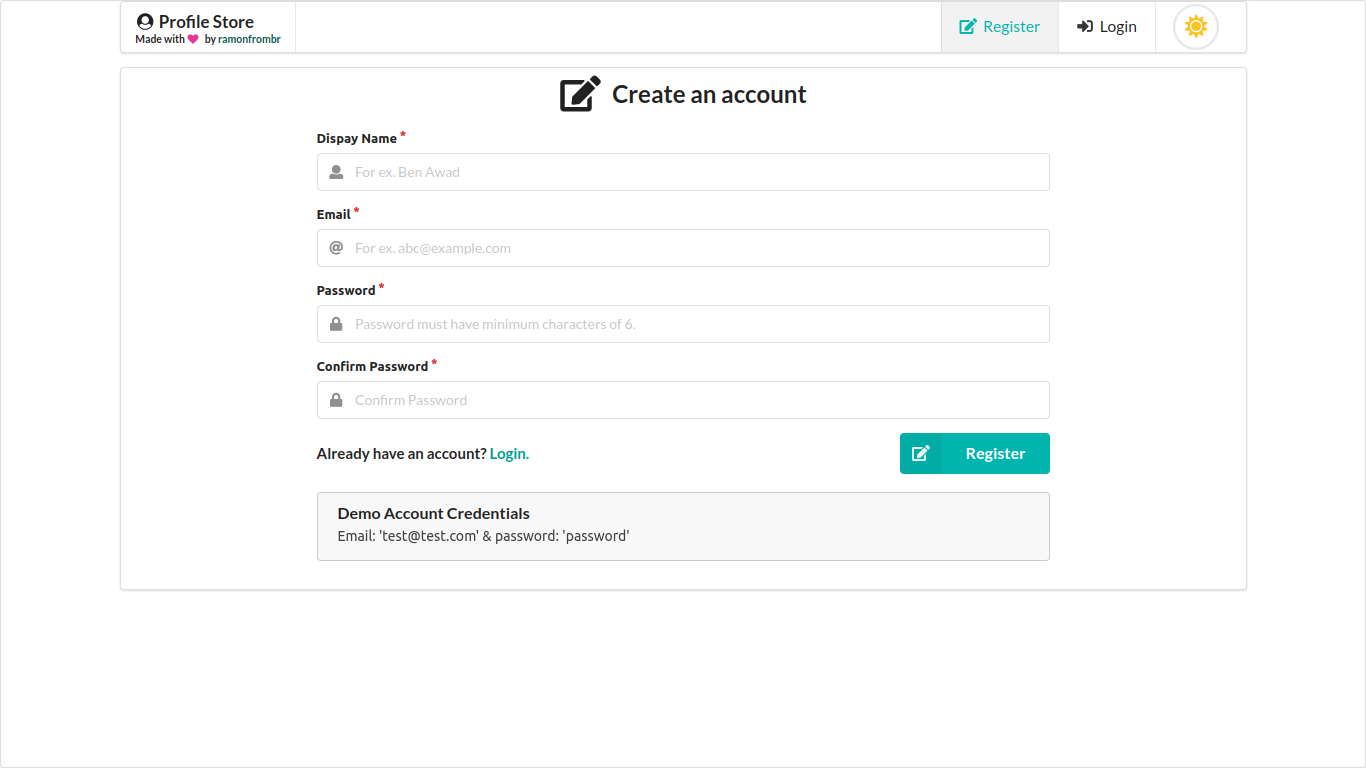 Profile Store
Made with by ramonfrombr
Register
Login
Create an account
Dispay Name *
For ex. Ben Awad
Email *
For ex. abc@example.com
Password *
Password must have minimum characters of 6.
Confirm Password *
Confirm Password
Already have an account? Login.
Register
Demo Account Credentials
Email: 'test@test.com' & password: 'password'